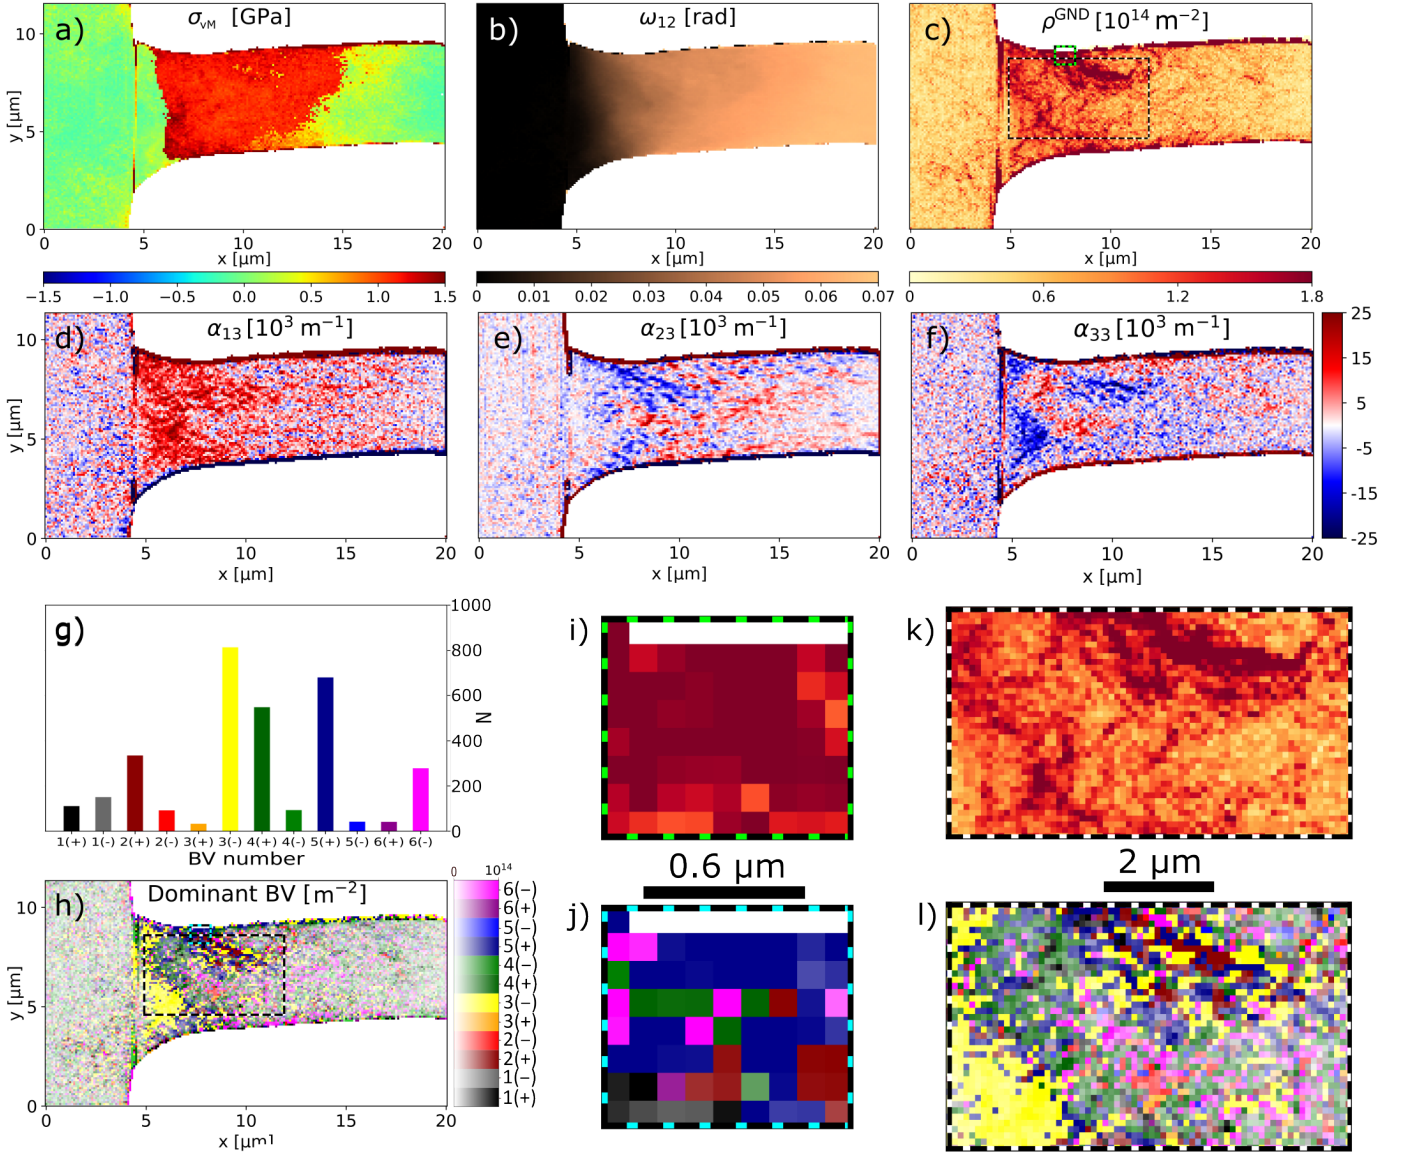 a) σvM [GPa]
10
5
0
y [µm]
0 5 10 15 20
x [µm]
−1.5 −1.0 −0.5 0.0 0.5 1.0 1.5
b) ω12 [rad]
0 5 10 15 20
x [µm]
0 0.01 0.02 0.03 0.04 0.05 0.06 0.07
c) ρGND [10^14 m−2]
0 5 10 15 20
x [µm]
0 0.6 1.2 1.8
d) α13 [10^3 m−1]
10
5
0
y [µm]
0 5 10 15 20
x [µm]
e) α23 [10^3 m−1]
0 5 10 15 20
x [µm]
f) α33 [10^3 m−1]
0 5 10 15 20
x [µm]
25
15
5
-5
-15
-25
g)
1000
800
600
400
200
0
N
1(+) 1(-) 2(+) 2(-) 3(+) 3(-) 4(+) 4(-) 5(+) 5(-) 6(+) 6(-)
BV number
h) Dominant BV [m−2]
10
5
0
y [µm]
0 5 10 15 20
x [µm]
0 10^14
6(−)
6(+)
5(−)
5(+)
4(−)
4(+)
3(−)
3(+)
2(−)
2(+)
1(−)
1(+)
i)
0.6 µm
j)
k)
2 µm
l)